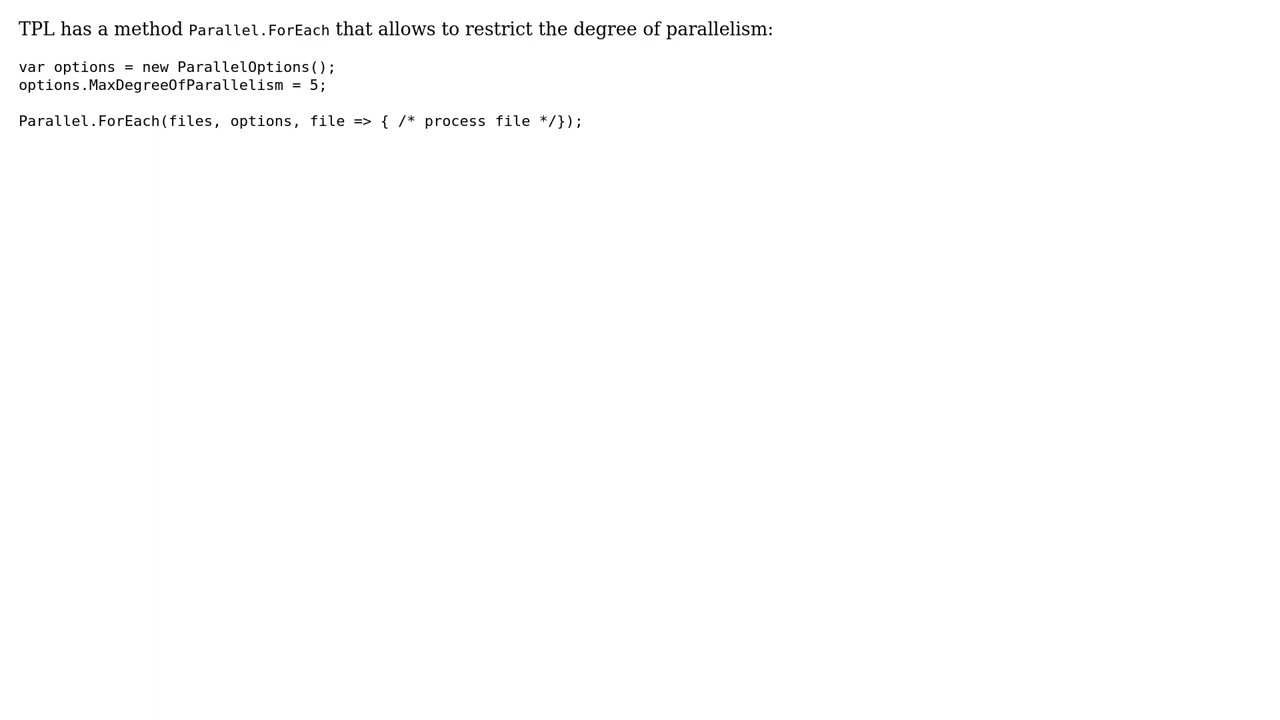 TPL has a method Parallel.ForEach that allows to restrict the degree of parallelism:
var options = new ParallelOptions();
options.MaxDegreeOfParallelism = 5;
Parallel.ForEach(files, options, file => { /* process file */});